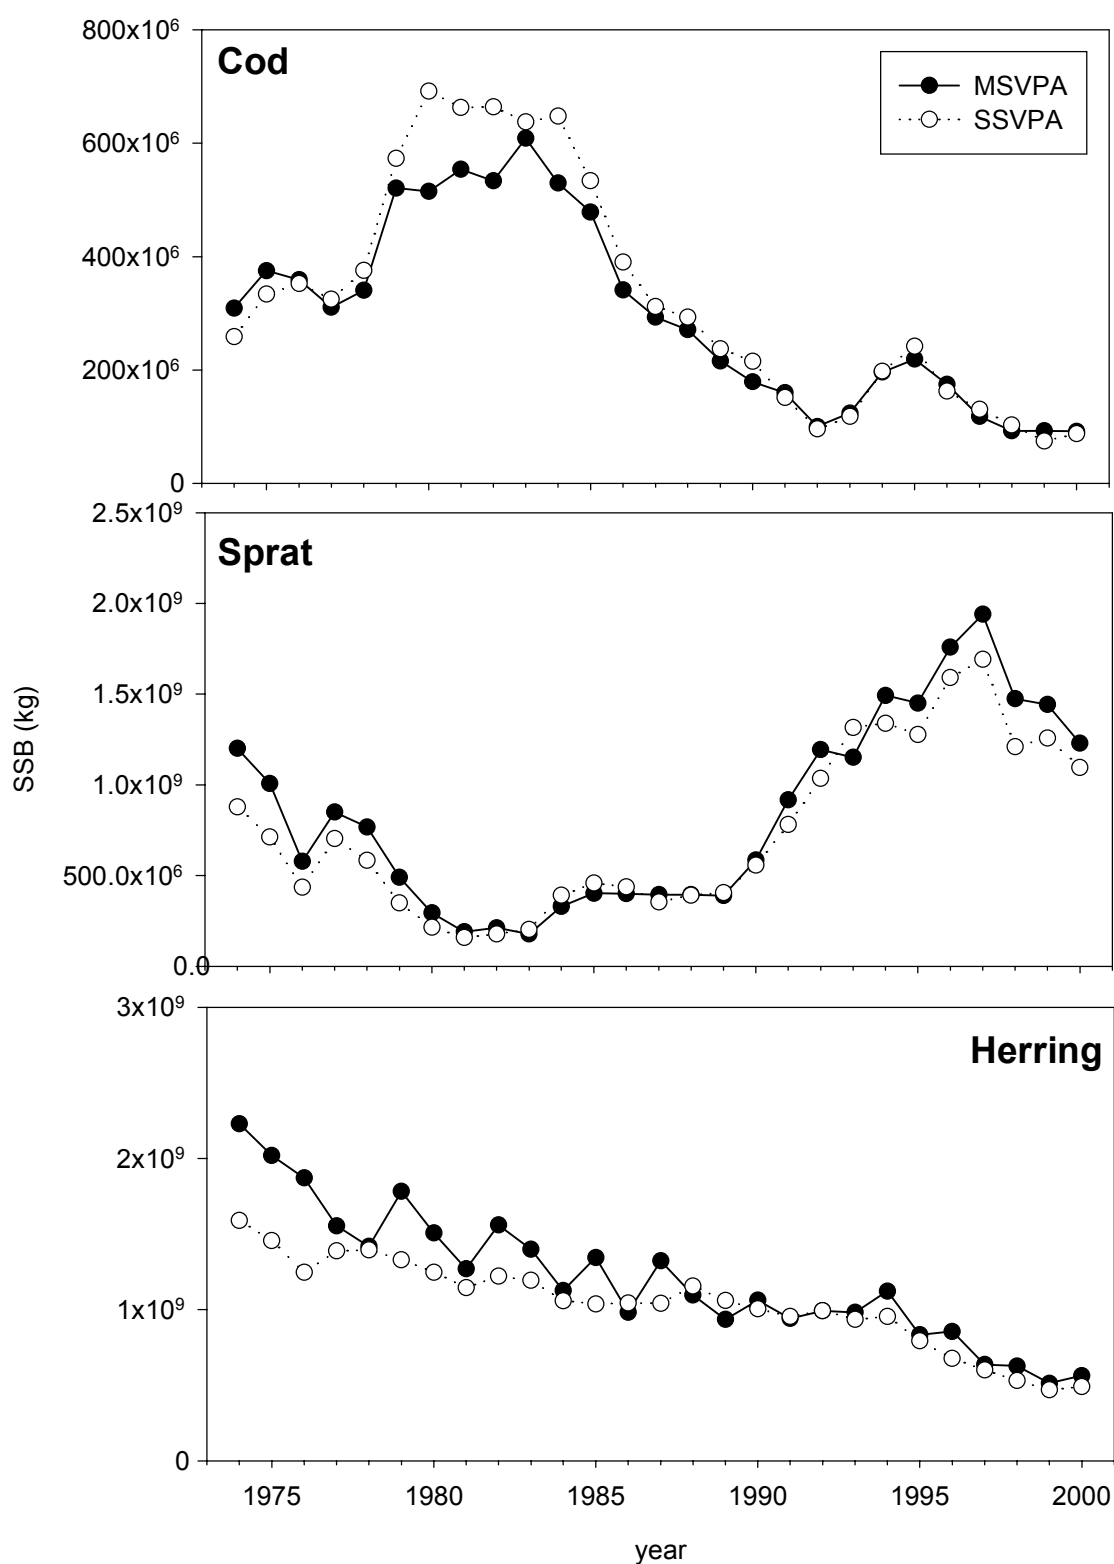 800x10⁶
Cod
MSVPA
SSVPA
600x10⁶
400x10⁶
200x10⁶
0
2.5x10⁹
Sprat
2.0x10⁹
1.5x10⁹
SSB (kg)
1.0x10⁹
500.0x10⁶
0.0
3x10⁹
Herring
2x10⁹
1x10⁹
0
1975 1980 1985 1990 1995 2000
year